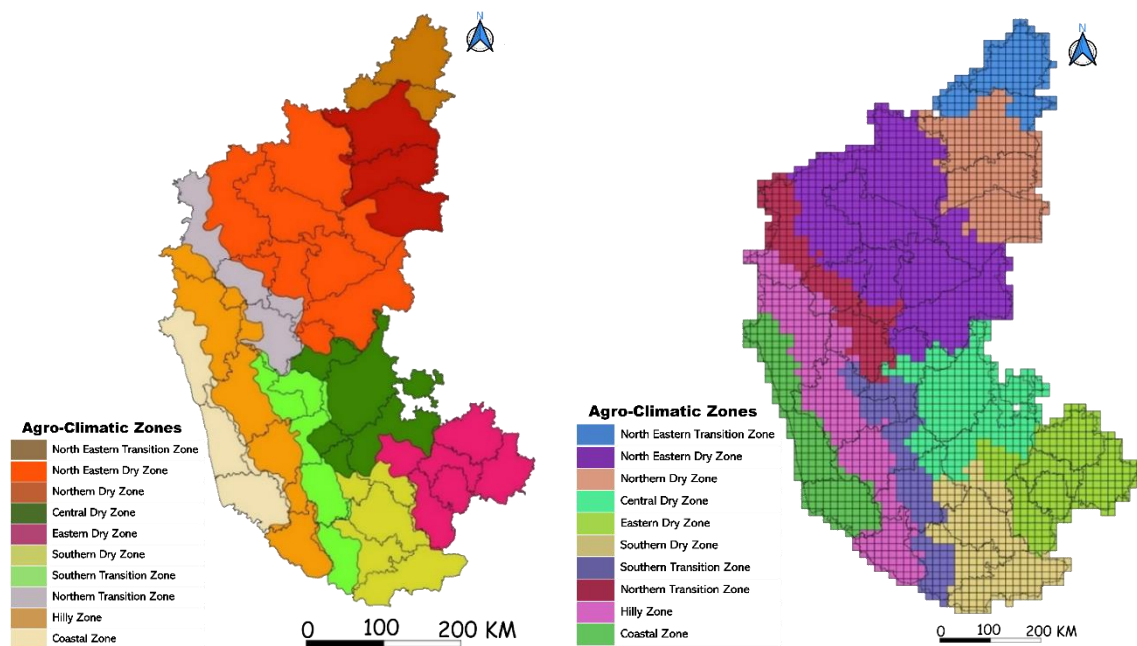 N
Agro-Climatic Zones
North Eastern Transition Zone
North Eastern Dry Zone
Northern Dry Zone
Central Dry Zone
Eastern Dry Zone
Southern Dry Zone
Southern Transition Zone
Northern Transition Zone
Hilly Zone
Coastal Zone
0 100 200 KM
N
Agro-Climatic Zones
North Eastern Transition Zone
North Eastern Dry Zone
Northern Dry Zone
Central Dry Zone
Eastern Dry Zone
Southern Dry Zone
Southern Transition Zone
Northern Transition Zone
Hilly Zone
Coastal Zone
0 100 200 KM